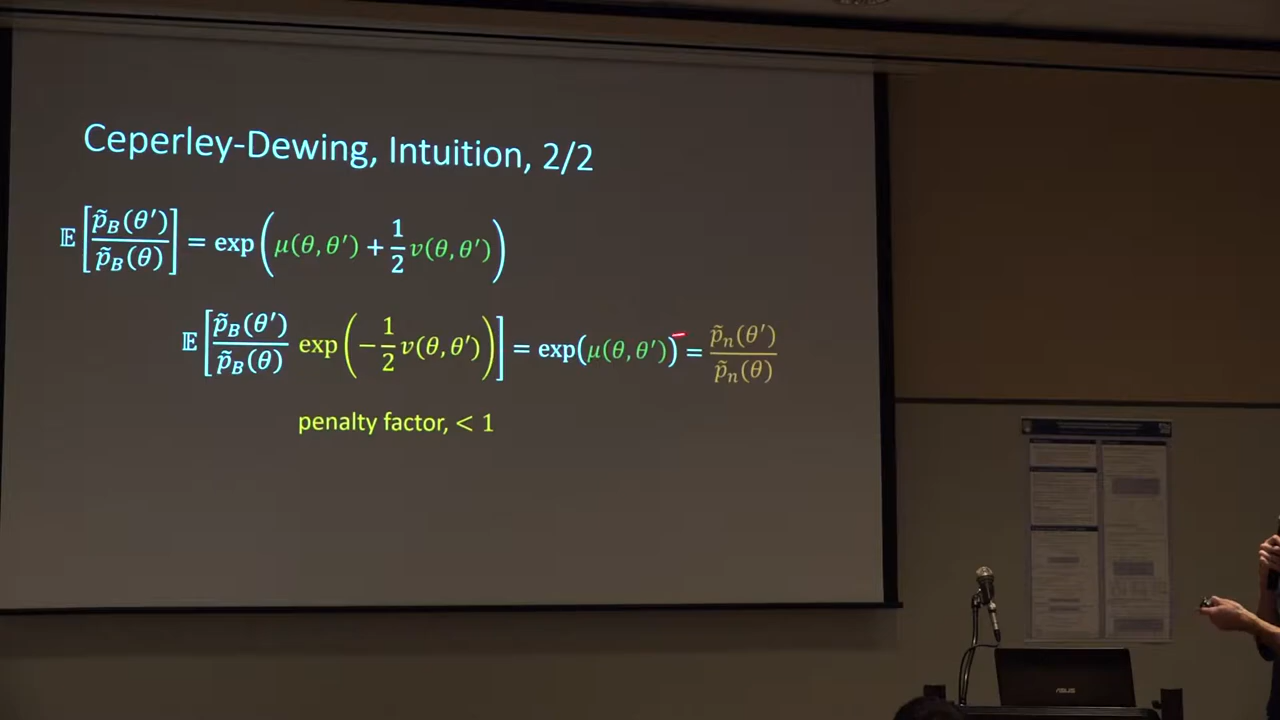 Ceperley-Dewing, Intuition, 2/2
𝔼[p̃_B(θ′)/p̃_B(θ)] = exp(μ(θ, θ′) + 1/2 v(θ, θ′))
𝔼[p̃_B(θ′)/p̃_B(θ) exp(−1/2 v(θ, θ′))] = exp(μ(θ, θ′)) = p̃_n(θ′)/p̃_n(θ)
penalty factor, < 1
ASUS